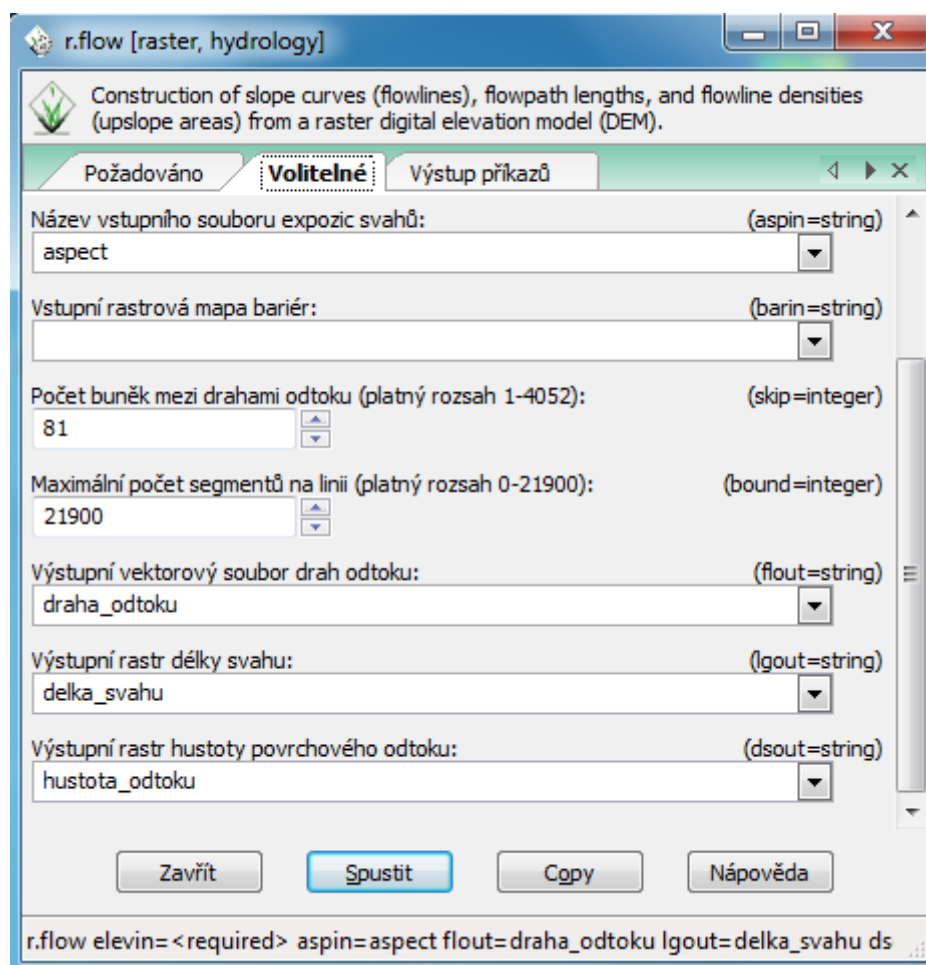 r.flow [raster, hydrology]
Construction of slope curves (flowlines), flowpath lengths, and flowline densities
(upslope areas) from a raster digital elevation model (DEM).
Požadováno Volitelné Výstup příkazů
Název vstupního souboru expozic svahů: (aspin=string)
aspect
Vstupní rastrová mapa bariér: (barin=string)
Počet buněk mezi drahami odtoku (platný rozsah 1-4052): (skip=integer)
81
Maximální počet segmentů na linii (platný rozsah 0-21900): (bound=integer)
21900
Výstupní vektorový soubor drah odtoku: (flout=string)
draha_odtoku
Výstupní rastr délky svahu: (lgout=string)
delka_svahu
Výstupní rastr hustoty povrchového odtoku: (dsout=string)
hustota_odtoku
Zavřít Spustit Copy Nápověda
r.flow elevin=<required> aspin=aspect flout=draha_odtoku lgout=delka_svahu ds